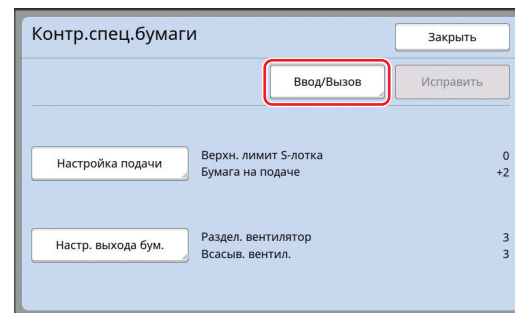 Контр.спец.бумаги
Закрыть
Ввод/Вызов
Исправить
Настройка подачи
Верхн. лимит S-лотка 0
Бумага на подаче +2
Настр. выхода бум.
Раздел. вентилятор 3
Всасыв. вентил. 3